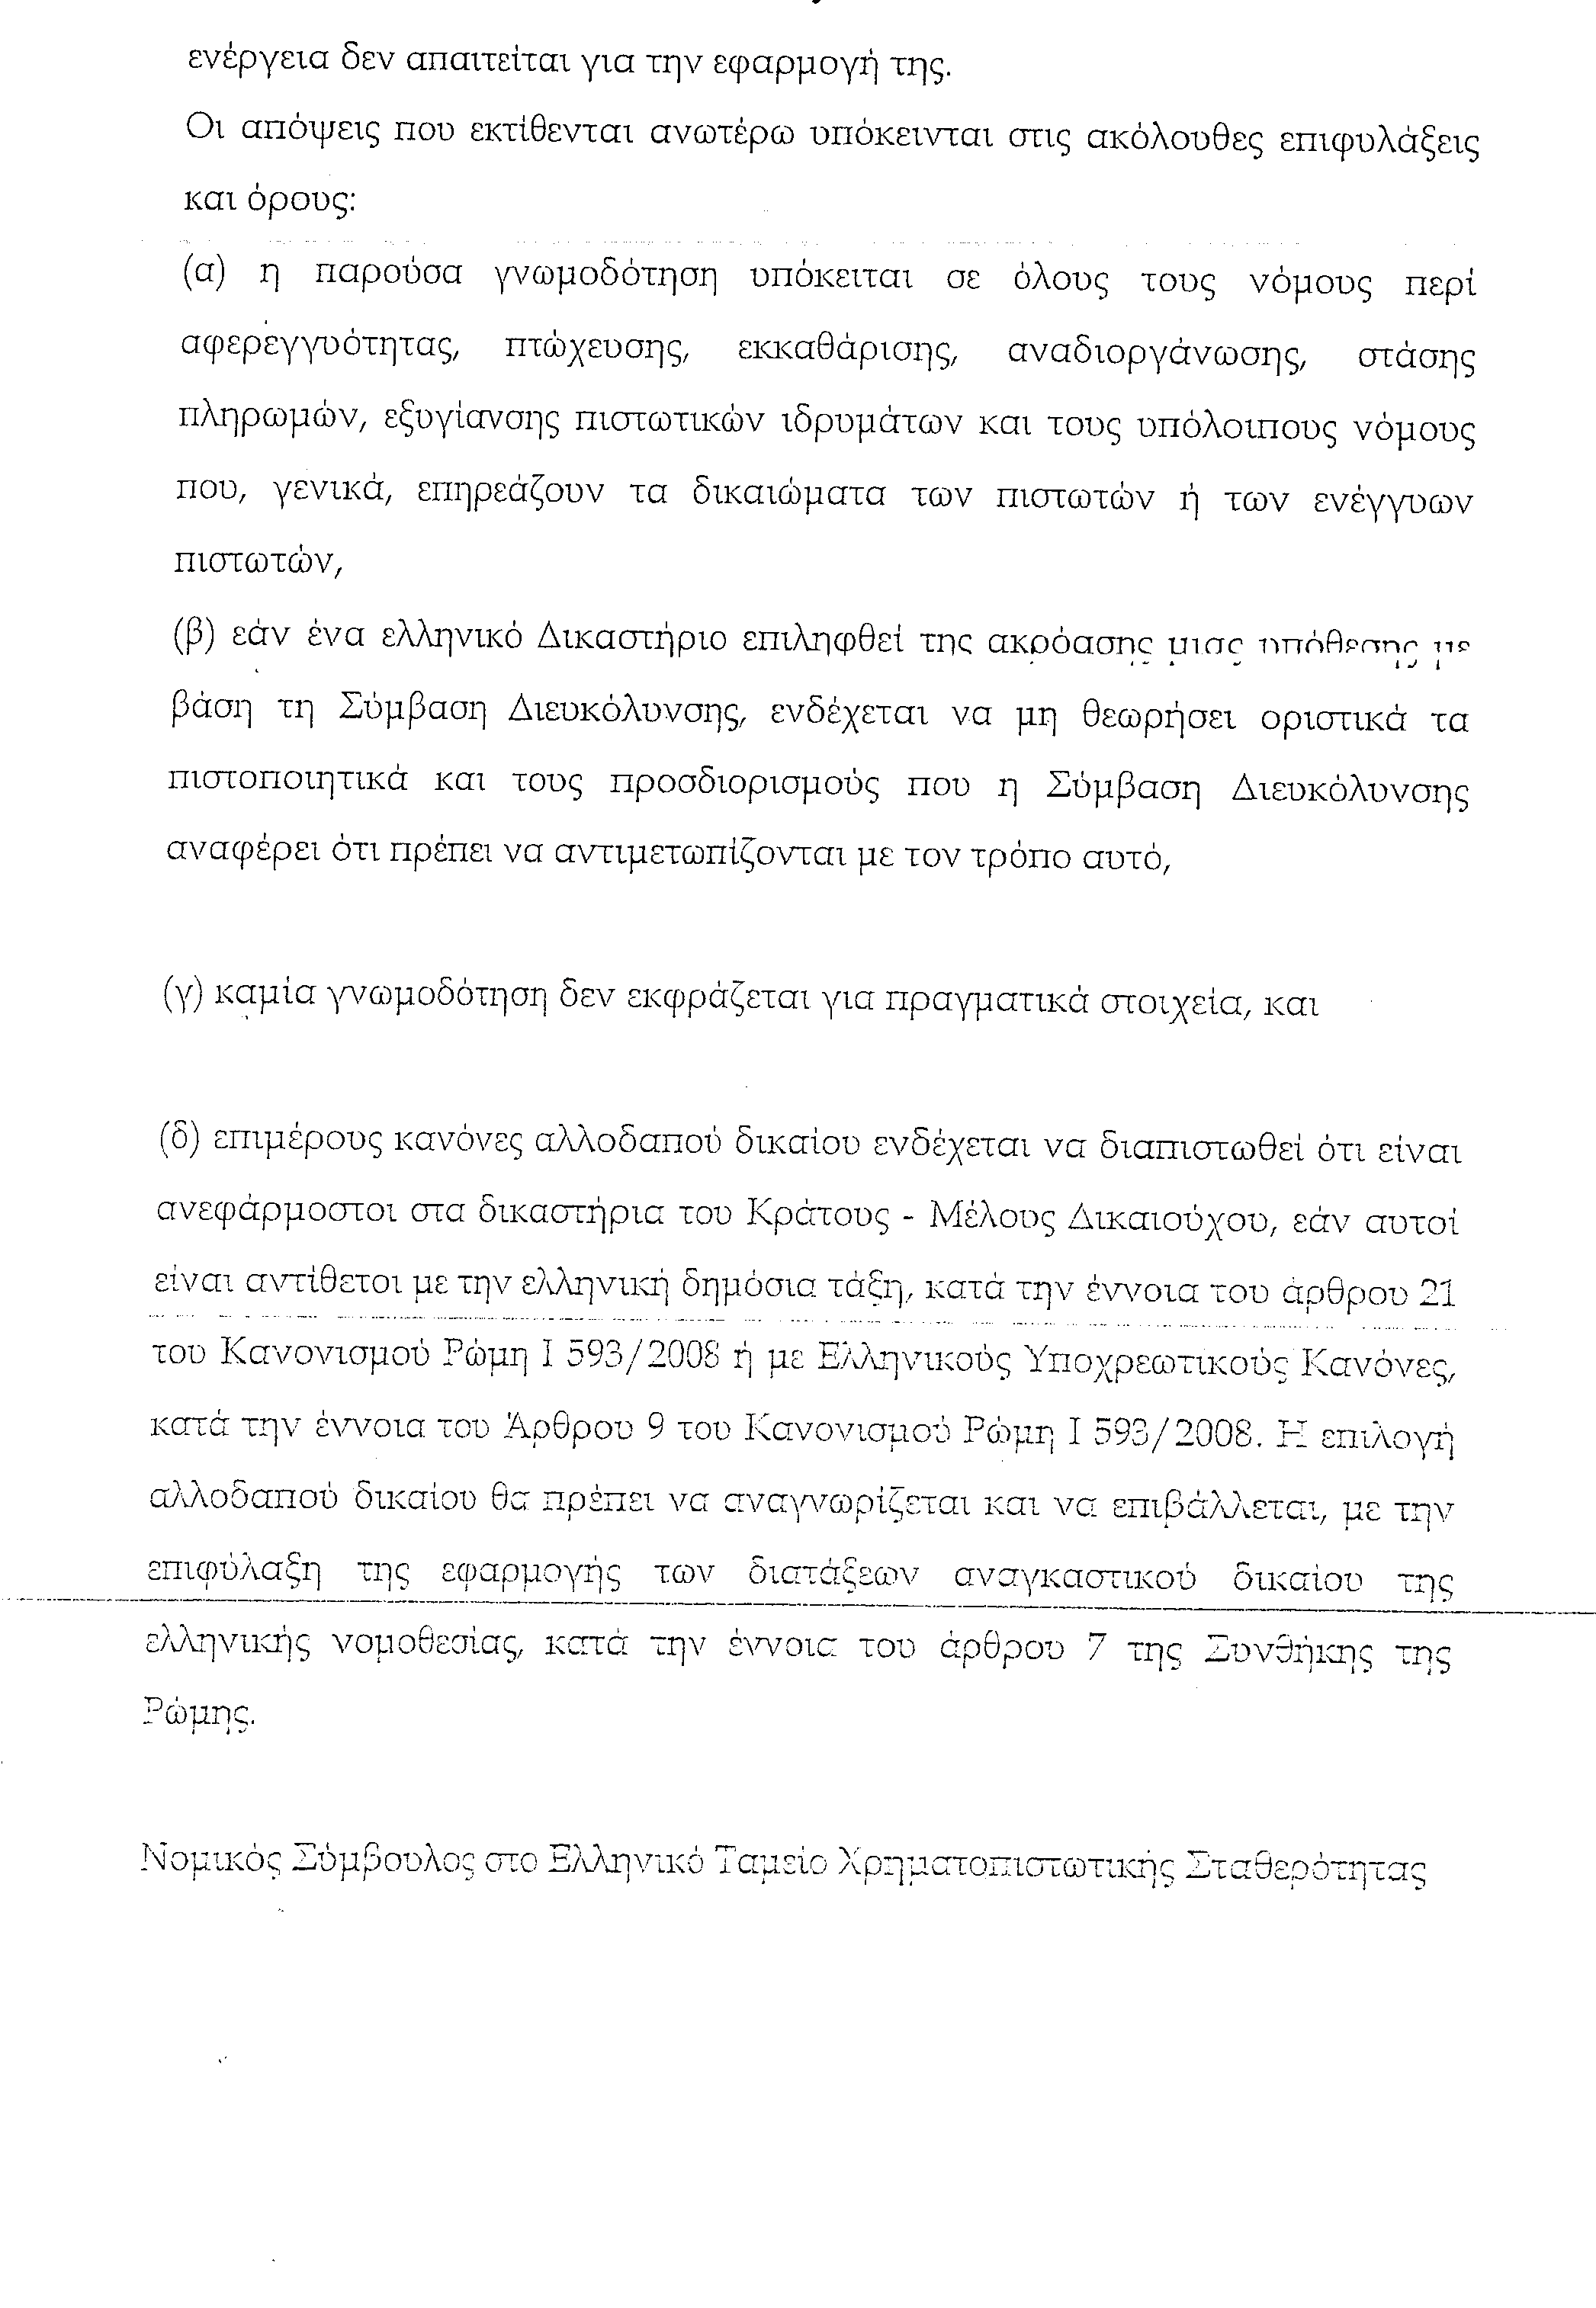 ενέργεια δεν απαιτείται για την εφαρμογή της.
Οι απόψεις που εκτίθενται ανωτέρω υπόκεινται στις ακόλουθες επιφυλάξεις
και όρους:
(α) η παρούσα γνωμοδότηση υπόκειται σε όλους τους νόμους περί
αφερεγγυότητας, πτώχευσης, εκκαθάρισης, αναδιοργάνωσης, στάσης
πληρωμών, εξυγίανσης πιστωτικών ιδρυμάτων και τους υπόλοιπους νόμους
που, γενικά, επηρεάζουν τα δικαιώματα των πιστωτών ή των ενέγγυων
πιστωτών,
(β) εάν ένα ελληνικό Δικαστήριο επιληφθεί της ακρόασης μιας υπόθεσης με
βάση τη Σύμβαση Διευκόλυνσης, ενδέχεται να μη θεωρήσει οριστικά τα
πιστοποιητικά και τους προσδιορισμούς που η Σύμβαση Διευκόλυνσης
αναφέρει ότι πρέπει να αντιμετωπίζονται με τον τρόπο αυτό,
(γ) καμία γνωμοδότηση δεν εκφράζεται για πραγματικά στοιχεία, και
(δ) επιμέρους κανόνες αλλοδαπού δικαίου ενδέχεται να διαπιστωθεί ότι είναι
ανεφάρμοστοι στα δικαστήρια του Κράτους - Μέλους Δικαιούχου, εάν αυτοί
είναι αντίθετοι με την ελληνική δημόσια τάξη, κατά την έννοια του άρθρου 21
του Κανονισμού Ρώμη Ι 593/2008 ή με Ελληνικούς Υποχρεωτικούς Κανόνες,
κατά την έννοια του Άρθρου 9 του Κανονισμού Ρώμη Ι 593/2008. Η επιλογή
αλλοδαπού δικαίου θα πρέπει να αναγνωρίζεται και να επιβάλλεται, με την
επιφύλαξη της εφαρμογής των διατάξεων αναγκαστικού δικαίου της
ελληνικής νομοθεσίας, κατά την έννοια του άρθρου 7 της Συνθήκης της
Ρώμης.
Νομικός Σύμβουλος στο Ελληνικό Ταμείο Χρηματοπιστωτικής Σταθερότητας